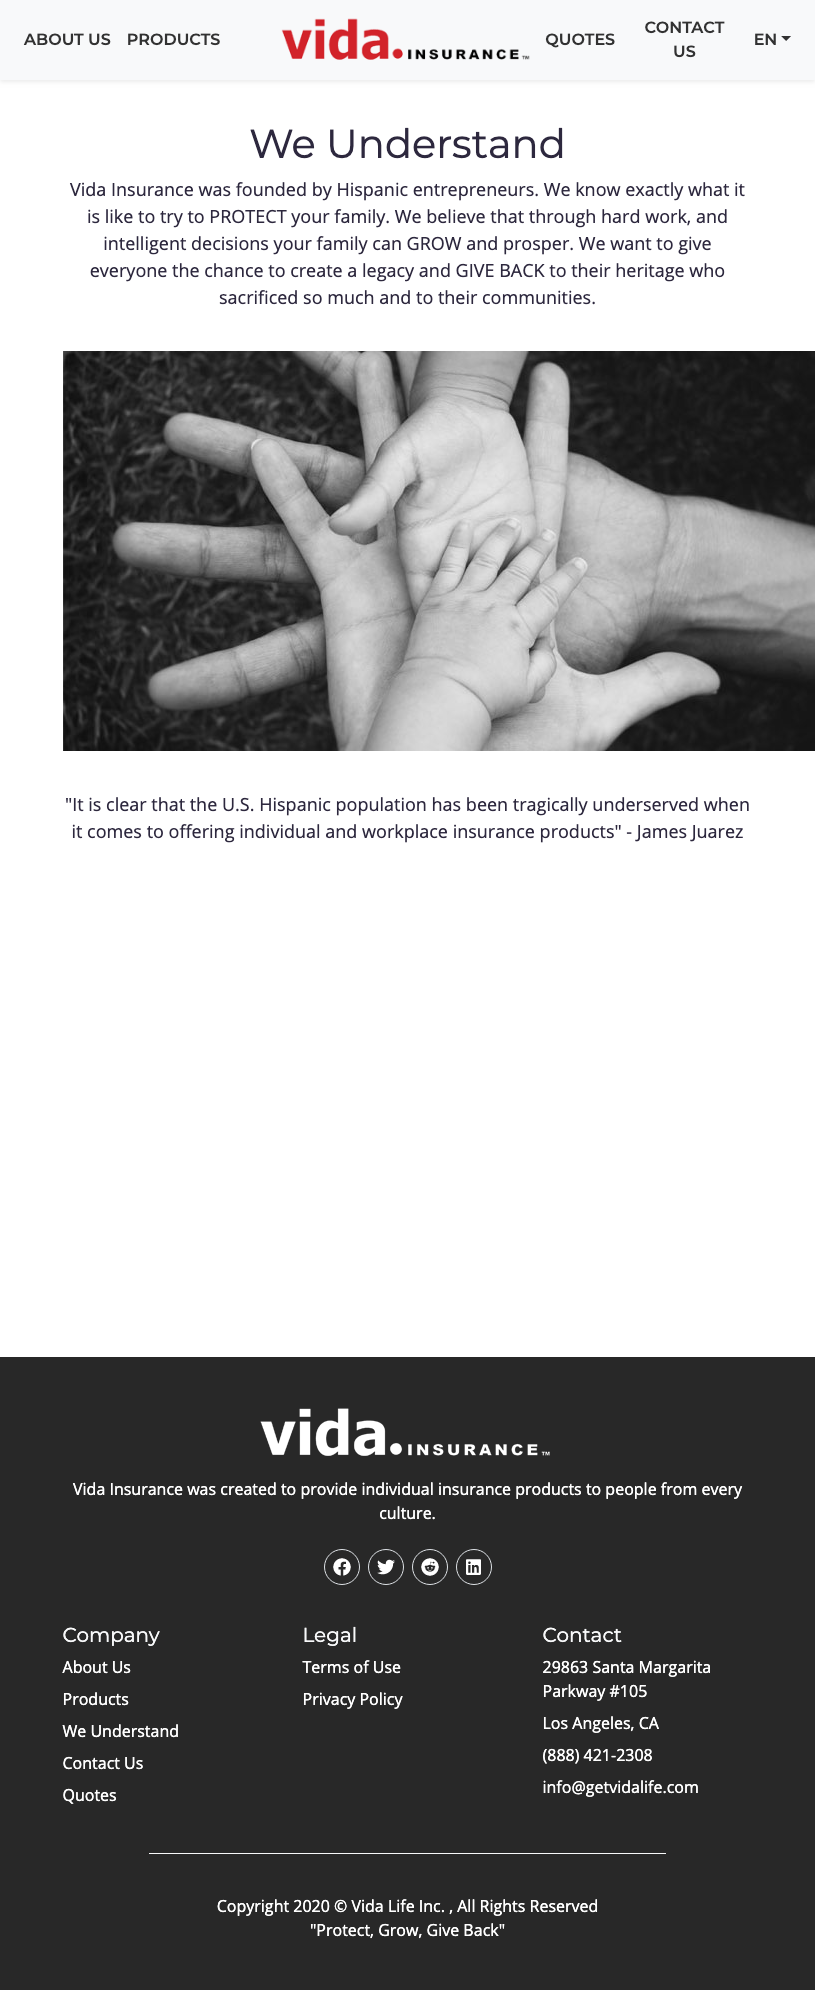 ABOUT US
PRODUCTS
vida.INSURANCE™
QUOTES
CONTACT
US
EN
We Understand
Vida Insurance was founded by Hispanic entrepreneurs. We know exactly what it
is like to try to PROTECT your family. We believe that through hard work, and
intelligent decisions your family can GROW and prosper. We want to give
everyone the chance to create a legacy and GIVE BACK to their heritage who
sacrificed so much and to their communities.
"It is clear that the U.S. Hispanic population has been tragically underserved when
it comes to offering individual and workplace insurance products" - James Juarez
vida.INSURANCE™
Vida Insurance was created to provide individual insurance products to people from every
culture.
Company
About Us
Products
We Understand
Contact Us
Quotes
Legal
Terms of Use
Privacy Policy
Contact
29863 Santa Margarita
Parkway #105
Los Angeles, CA
(888) 421-2308
info@getvidalife.com
Copyright 2020 © Vida Life Inc. , All Rights Reserved
"Protect, Grow, Give Back"